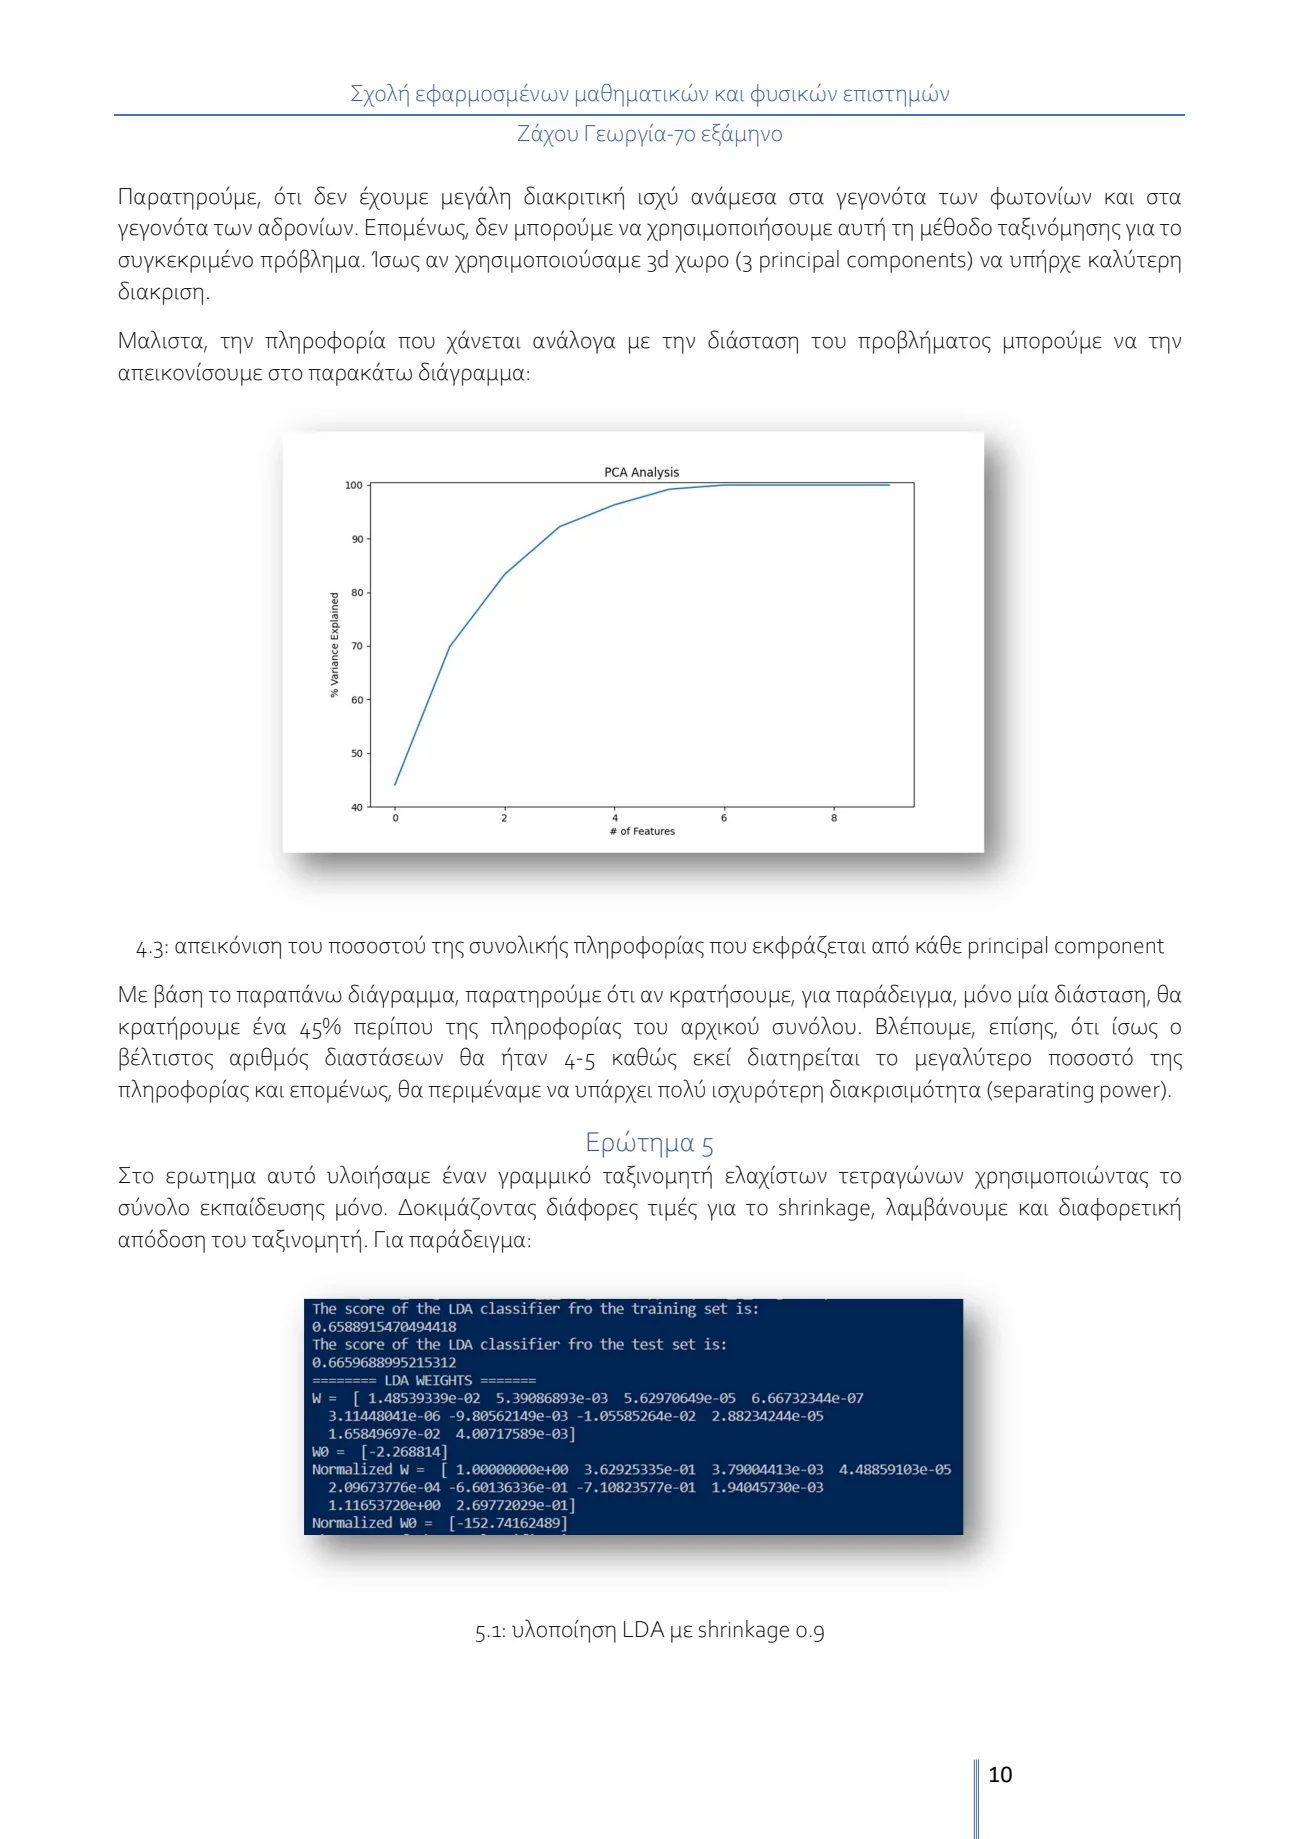 Σχολή εφαρμοσμένων μαθηματικών και φυσικών επιστημών
Ζάχου Γεωργία-7ο εξάμηνο
Παρατηρούμε, ότι δεν έχουμε μεγάλη διακριτική ισχύ ανάμεσα στα γεγονότα των φωτονίων και στα
γεγονότα των αδρονίων. Επομένως, δεν μπορούμε να χρησιμοποιήσουμε αυτή τη μέθοδο ταξινόμησης για το
συγκεκριμένο πρόβλημα. Ίσως αν χρησιμοποιούσαμε 3d χωρο (3 principal components) να υπήρχε καλύτερη
διακριση.
Μαλιστα, την πληροφορία που χάνεται ανάλογα με την διάσταση του προβλήματος μπορούμε να την
απεικονίσουμε στο παρακάτω διάγραμμα:
PCA Analysis
100
90
80
70
60
50
40
% Variance Explained
0 2 4 6 8
# of Features
4.3: απεικόνιση του ποσοστού της συνολικής πληροφορίας που εκφράζεται από κάθε principal component
Με βάση το παραπάνω διάγραμμα, παρατηρούμε ότι αν κρατήσουμε, για παράδειγμα, μόνο μία διάσταση, θα
κρατήρουμε ένα 45% περίπου της πληροφορίας του αρχικού συνόλου. Βλέπουμε, επίσης, ότι ίσως ο
βέλτιστος αριθμός διαστάσεων θα ήταν 4-5 καθώς εκεί διατηρείται το μεγαλύτερο ποσοστό της
πληροφορίας και επομένως, θα περιμέναμε να υπάρχει πολύ ισχυρότερη διακρισιμότητα (separating power).
Ερώτημα 5
Στο ερωτημα αυτό υλοιήσαμε έναν γραμμικό ταξινομητή ελαχίστων τετραγώνων χρησιμοποιώντας το
σύνολο εκπαίδευσης μόνο. Δοκιμάζοντας διάφορες τιμές για το shrinkage, λαμβάνουμε και διαφορετική
απόδοση του ταξινομητή. Για παράδειγμα:
The score of the LDA classifier fro the training set is:
0.6588915470494418
The score of the LDA classifier fro the test set is:
0.6659688995215312
======== LDA WEIGHTS =======
W =  [ 1.48539339e-02  5.39086893e-03  5.62970649e-05  6.66732344e-07
3.11448041e-06 -9.80562149e-03 -1.05585264e-02  2.88234244e-05
1.65849697e-02  4.00717589e-03]
W0 =  [-2.268814]
Normalized W =  [ 1.00000000e+00  3.62925335e-01  3.79004413e-03  4.48859103e-05
2.09673776e-04 -6.60136336e-01 -7.10823577e-01  1.94045730e-03
1.11653720e+00  2.69772029e-01]
Normalized W0 =  [-152.74162489]
5.1: υλοποίηση LDA με shrinkage 0.9
10